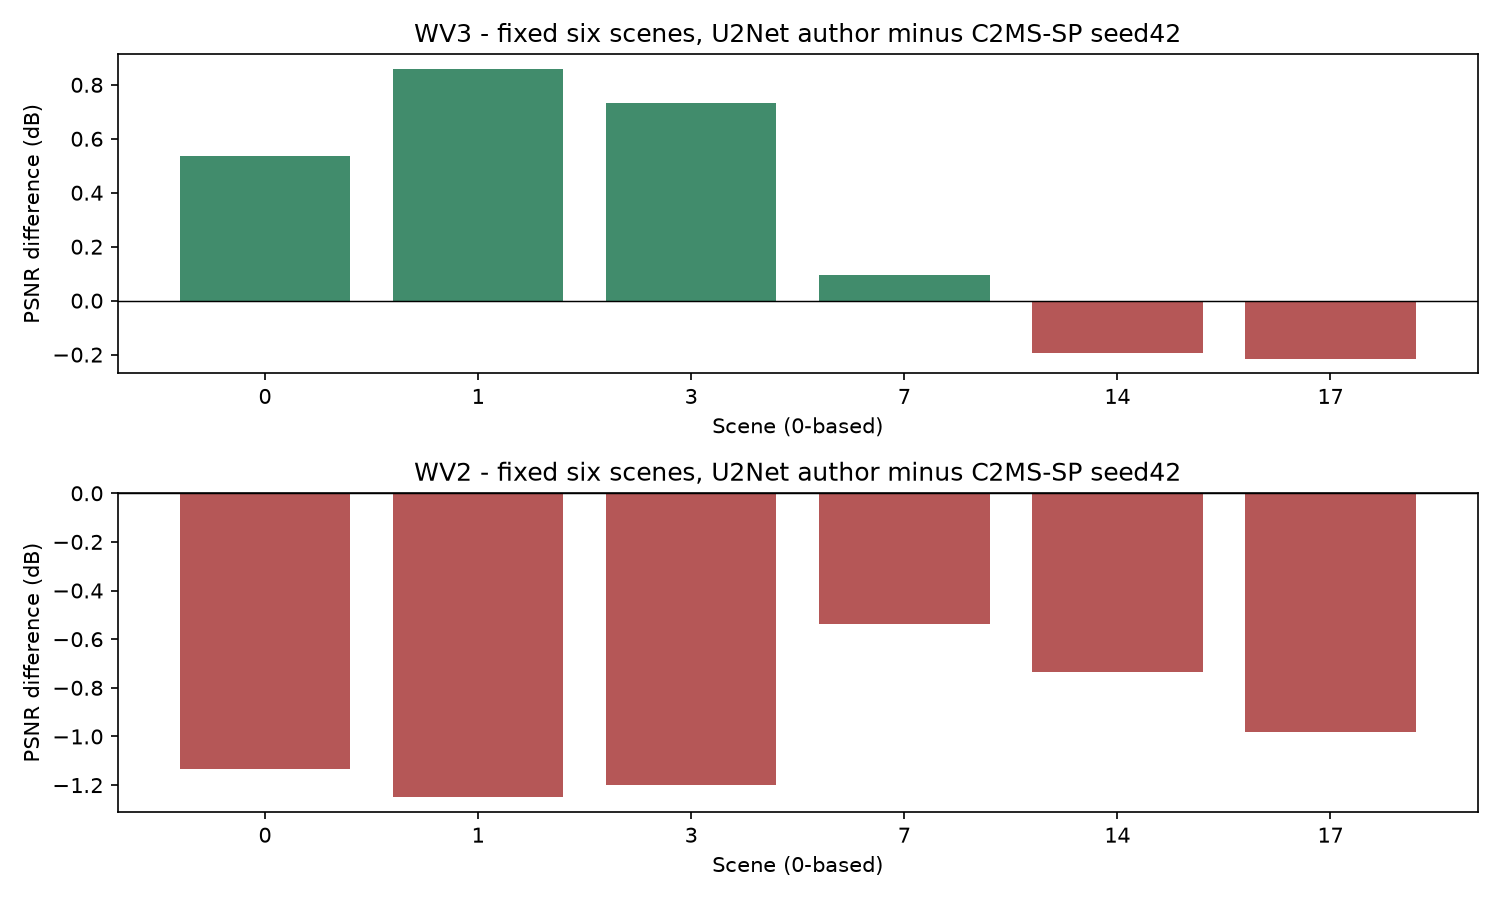 WV3 - fixed six scenes, U2Net author minus C2MS-SP seed42
PSNR difference (dB)
0.8
0.6
0.4
0.2
0.0
−0.2
0 1 3 7 14 17
Scene (0-based)
WV2 - fixed six scenes, U2Net author minus C2MS-SP seed42
PSNR difference (dB)
0.0
−0.2
−0.4
−0.6
−0.8
−1.0
−1.2
0 1 3 7 14 17
Scene (0-based)